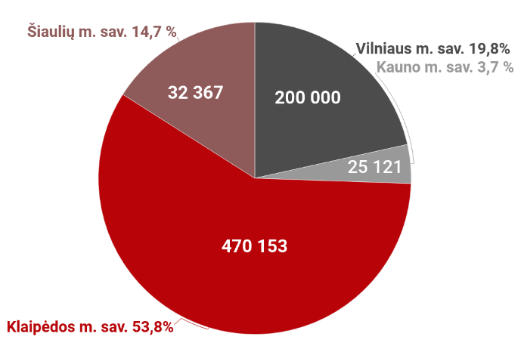 Šiaulių m. sav. 14,7 %
Vilniaus m. sav. 19,8%
Kauno m. sav. 3,7 %
32 367
200 000
25 121
470 153
Klaipėdos m. sav. 53,8%